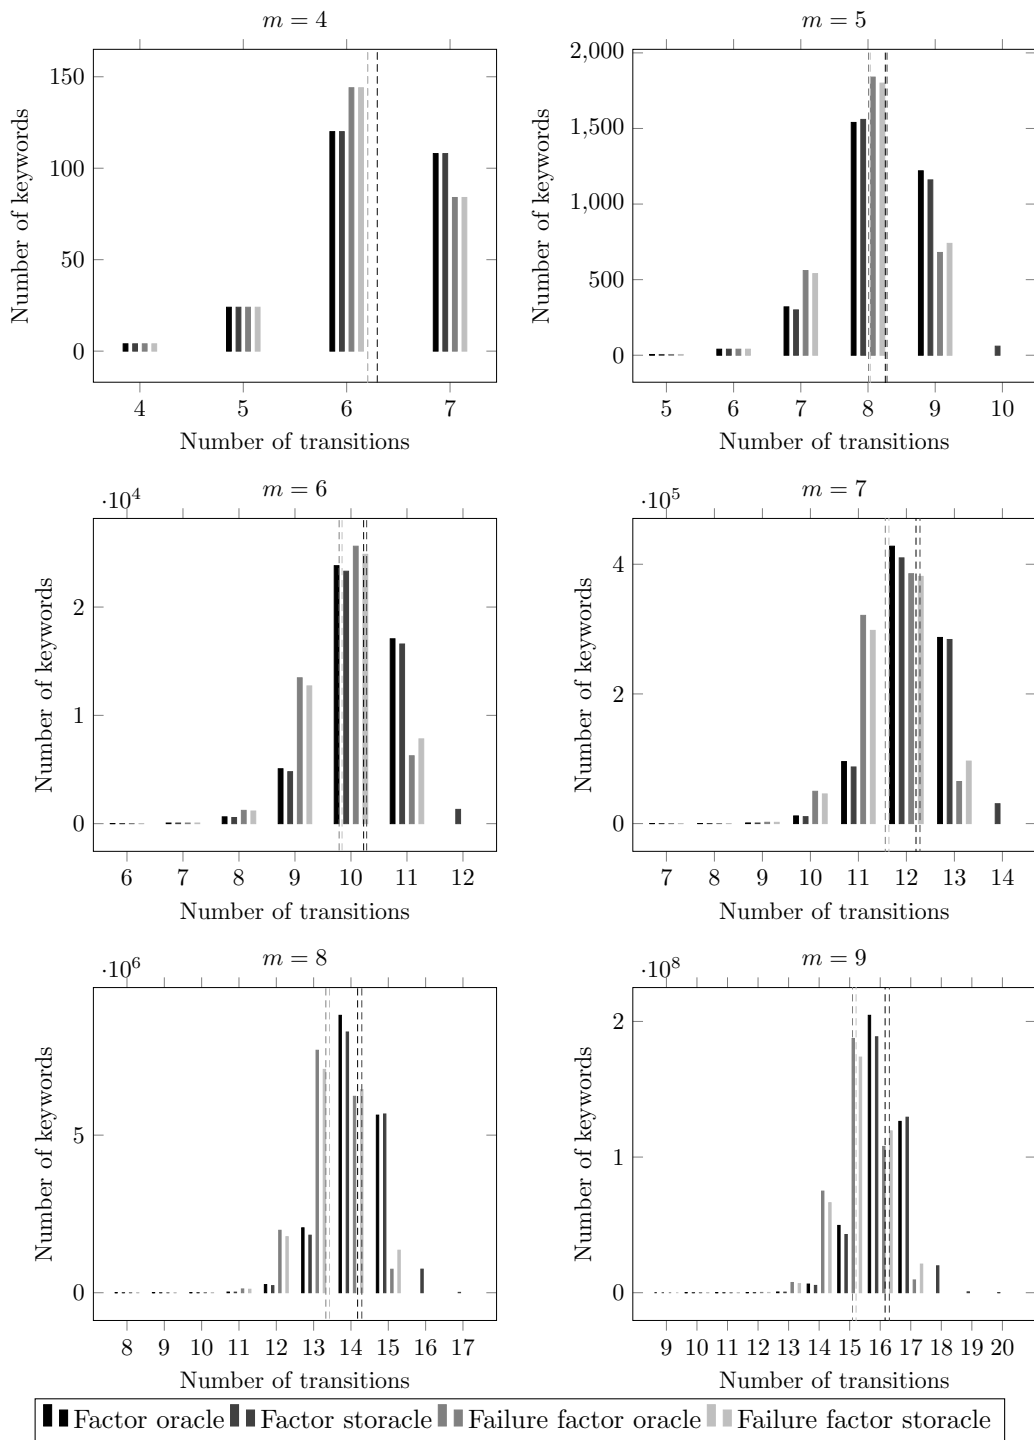 m = 4
m = 5
150
100
50
0
Number of keywords
4 5 6 7
Number of transitions
2,000
1,500
1,000
500
0
Number of keywords
5 6 7 8 9 10
Number of transitions
·10^4
m = 6
2
1
0
Number of keywords
6 7 8 9 10 11 12
Number of transitions
·10^5
m = 7
4
2
0
Number of keywords
7 8 9 10 11 12 13 14
Number of transitions
·10^6
m = 8
5
0
Number of keywords
8 9 10 11 12 13 14 15 16 17
Number of transitions
·10^8
m = 9
2
1
0
Number of keywords
9 10 11 12 13 14 15 16 17 18 19 20
Number of transitions
Factor oracle Factor storacle Failure factor oracle Failure factor storacle